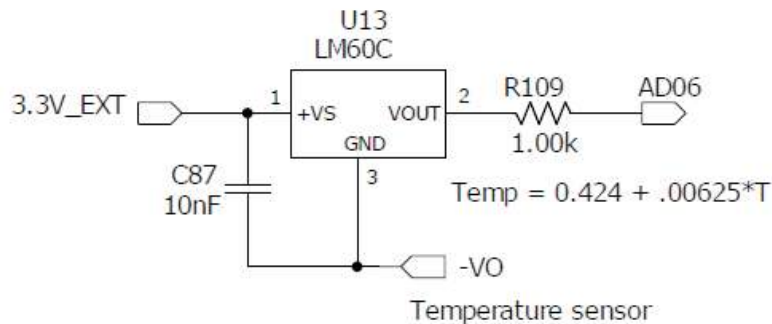 U13
LM60C
3.3V_EXT
1
+VS
VOUT
2
R109
AD06
GND
1.00k
3
C87
10nF
Temp = 0.424 + .00625*T
-VO
Temperature sensor